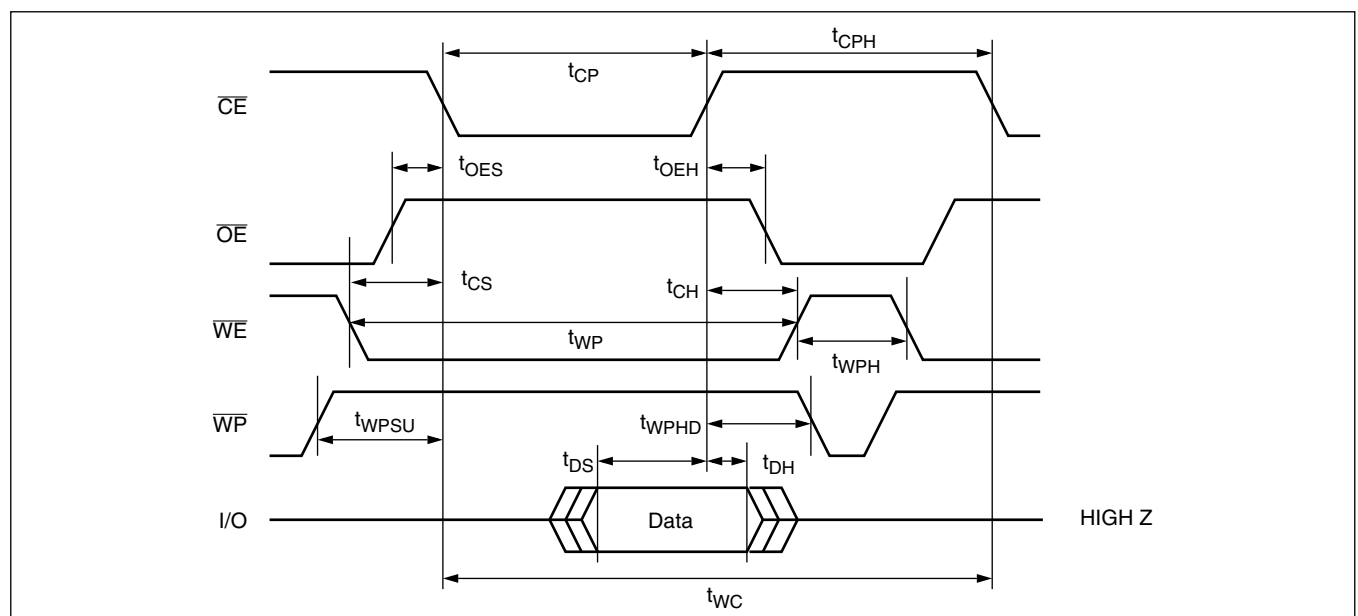 tCPH
tCP
CE
tOES
tOEH
OE
tCS
tCH
WE
tWP
tWPH
WP
tWPSU
tWPHD
tDS
tDH
I/O
Data
HIGH Z
tWC